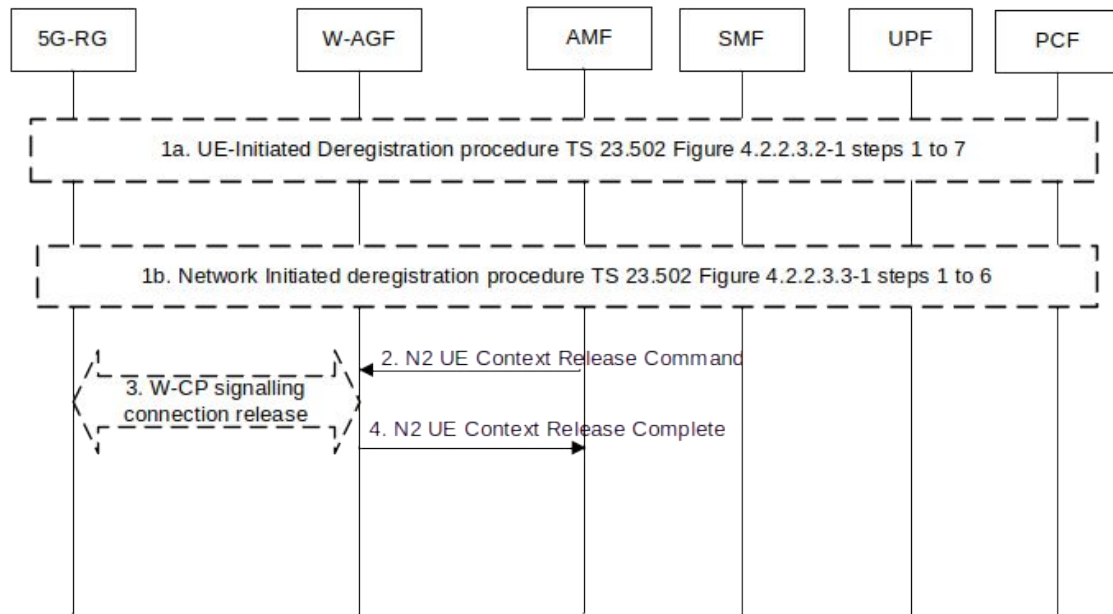 5G-RG
W-AGF
AMF
SMF
UPF
PCF
1a. UE-Initiated Deregistration procedure TS 23.502 Figure 4.2.2.3.2-1 steps 1 to 7
1b. Network Initiated deregistration procedure TS 23.502 Figure 4.2.2.3.3-1 steps 1 to 6
2. N2 UE Context Release Command
3. W-CP signalling
connection release
4. N2 UE Context Release Complete